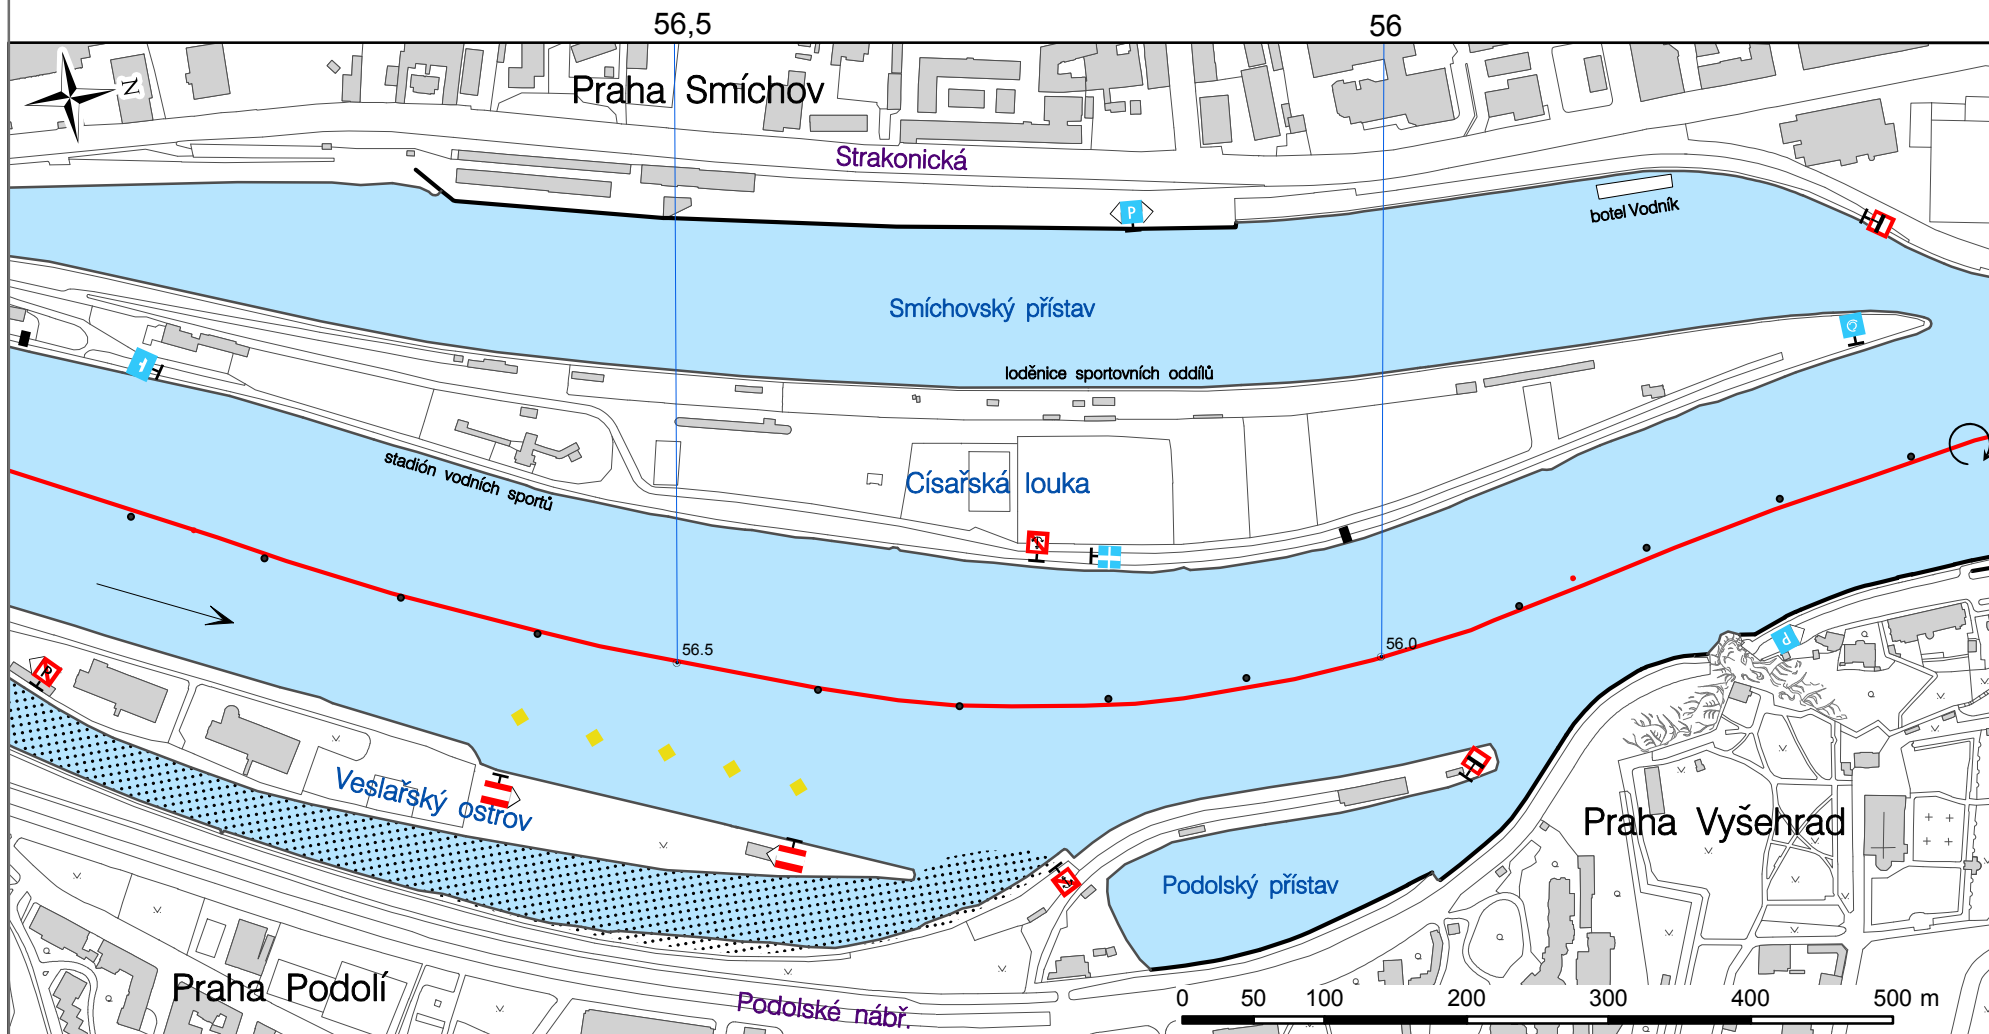 56,5
56
N
Praha Smíchov
Strakonická
P
botel Vodník
Smíchovský přístav
loděnice sportovních oddílů
Císařská louka
stadión vodních sportů
56.5
56.0
P
R
Veslařský ostrov
Praha Vyšehrad
Podolský přístav
Praha Podolí
Podolské nábř.
0 50 100 200 300 400 500 m